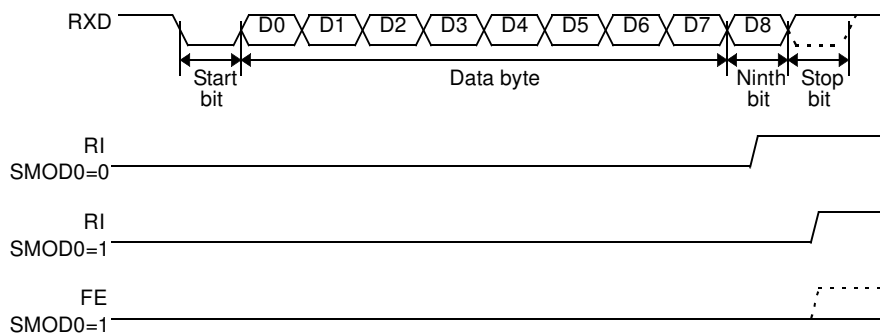 RXD D0 D1 D2 D3 D4 D5 D6 D7 D8
Start bit
Data byte
Ninth bit
Stop bit
RI
SMOD0=0
RI
SMOD0=1
FE
SMOD0=1